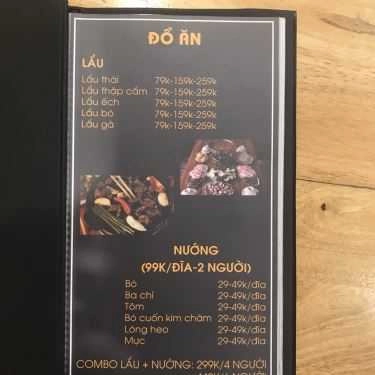 ĐỒ ĂN
LẨU
Lẩu thái 79k-159k-259k
Lẩu thập cẩm 79k-159k-259k
Lẩu ếch 79k-159k-259k
Lẩu bò 79k-159k-259k
Lẩu gà 79k-159k-259k
NƯỚNG
(99K/ĐĨA-2 NGƯỜI)
Bò 29-49k/đĩa
Ba chỉ 29-49k/đĩa
Tôm 29-49k/đĩa
Bò cuốn kim châm 29-49k/đĩa
Lòng heo 29-49k/đĩa
Mực 29-49k/đĩa
COMBO LẨU + NƯỚNG: 299K/4 NGƯỜI